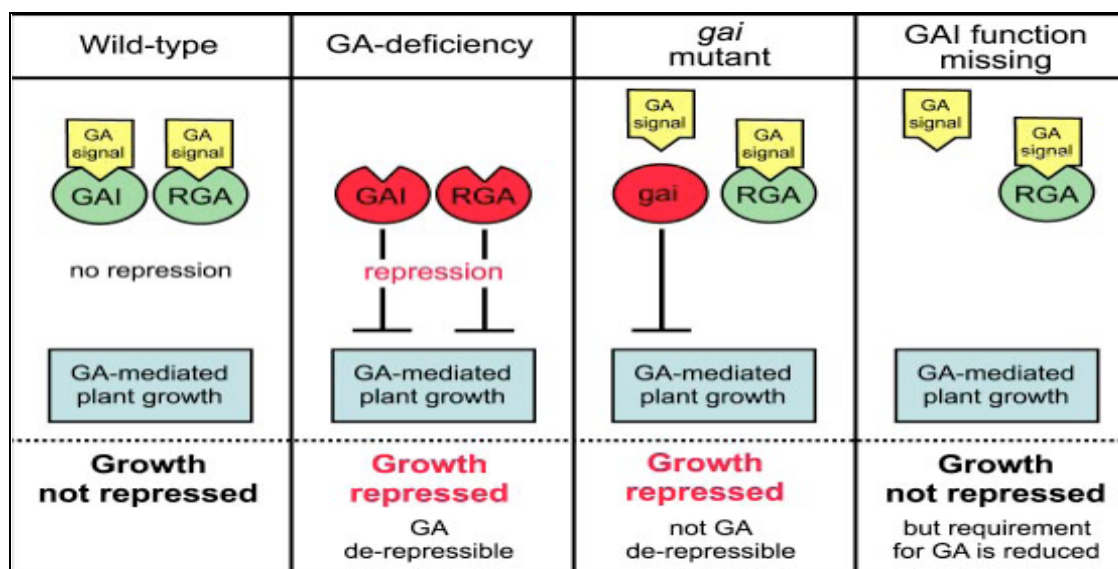 Wild-type
GA-deficiency
gai
mutant
GAI function
missing
GA
signal
GA
signal
GAI
RGA
no repression
GA-mediated
plant growth
Growth
not repressed
GAI
RGA
repression
GA-mediated
plant growth
Growth
repressed
GA
de-repressible
GA
signal
GA
signal
gai
RGA
GA-mediated
plant growth
Growth
repressed
not GA
de-repressible
GA
signal
GA
signal
RGA
GA-mediated
plant growth
Growth
not repressed
but requirement
for GA is reduced